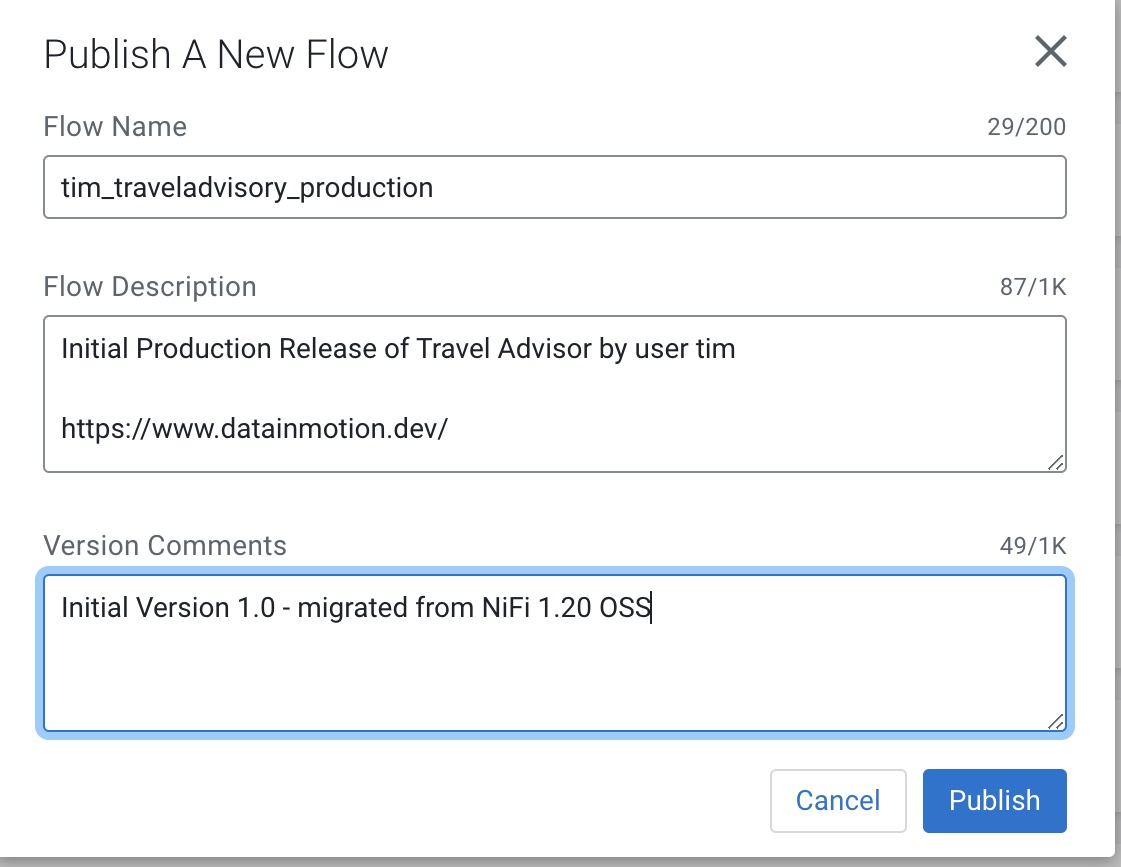 Publish A New Flow
Flow Name 29/200
tim_traveladvisory_production
Flow Description 87/1K
Initial Production Release of Travel Advisor by user tim
https://www.datainmotion.dev/
Version Comments 49/1K
Initial Version 1.0 - migrated from NiFi 1.20 OSS
Cancel Publish